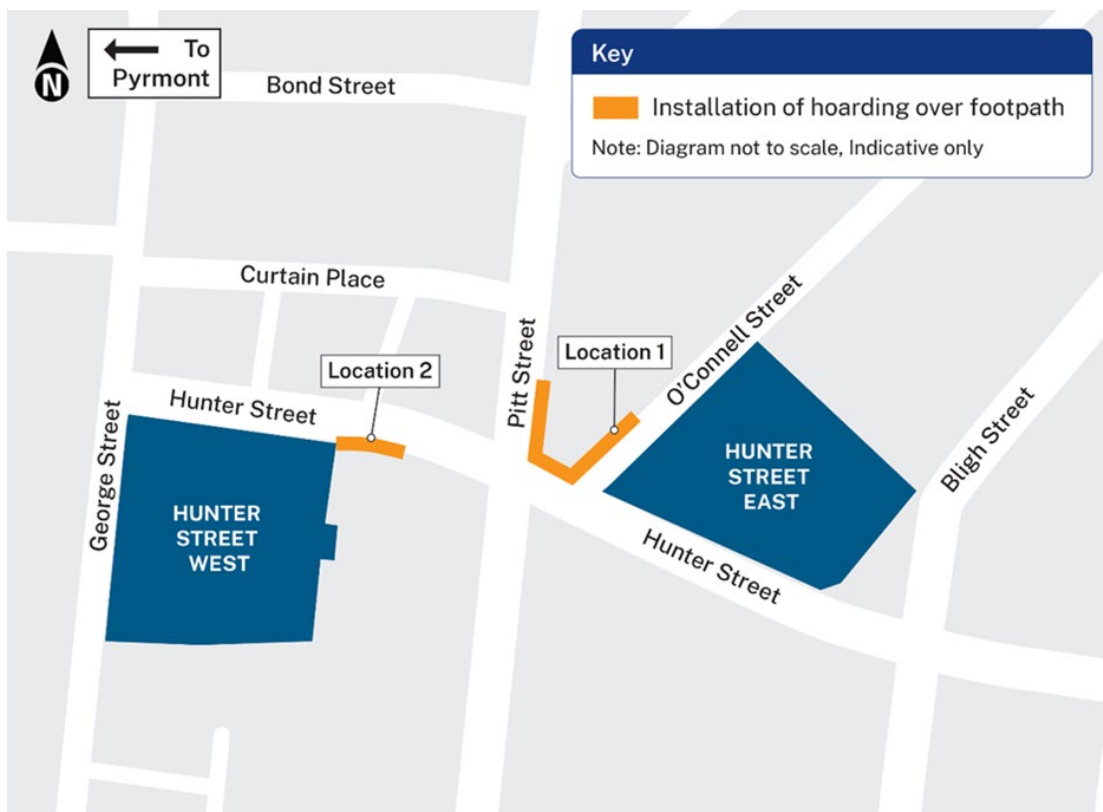 N
To
Pyrmont
Bond Street
Key
Installation of hoarding over footpath
Note: Diagram not to scale, Indicative only
Curtain Place
Pitt Street
Location 1
O'Connell Street
Location 2
Hunter Street
George Street
HUNTER
STREET
WEST
HUNTER
STREET
EAST
Bligh Street
Hunter Street